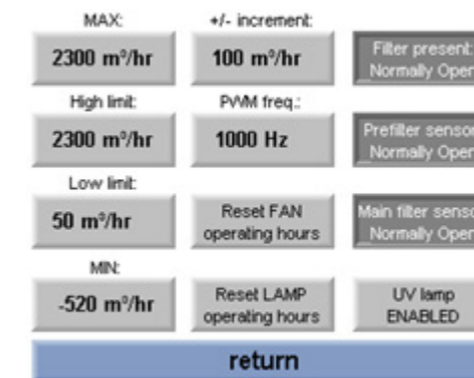 MAX:
+/- increment:
2300 m³/hr
100 m³/hr
Filter present:
Normally Open
High limit:
PWM freq.:
2300 m³/hr
1000 Hz
Prefilter sensor
Normally Open
Low limit:
50 m³/hr
Reset FAN
operating hours
Main filter sensor
Normally Open
MIN:
-520 m³/hr
Reset LAMP
operating hours
UV lamp
ENABLED
return